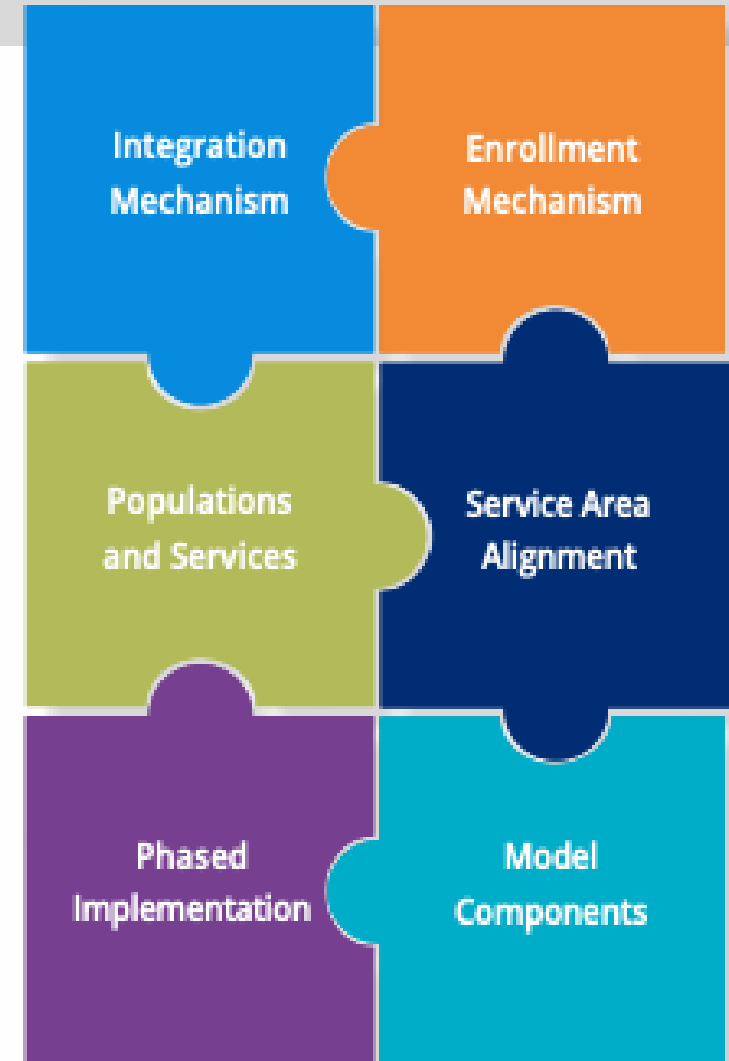 Integration
Mechanism
Enrollment
Mechanism
Populations
and Services
Service Area
Alignment
Phased
Implementation
Model
Components